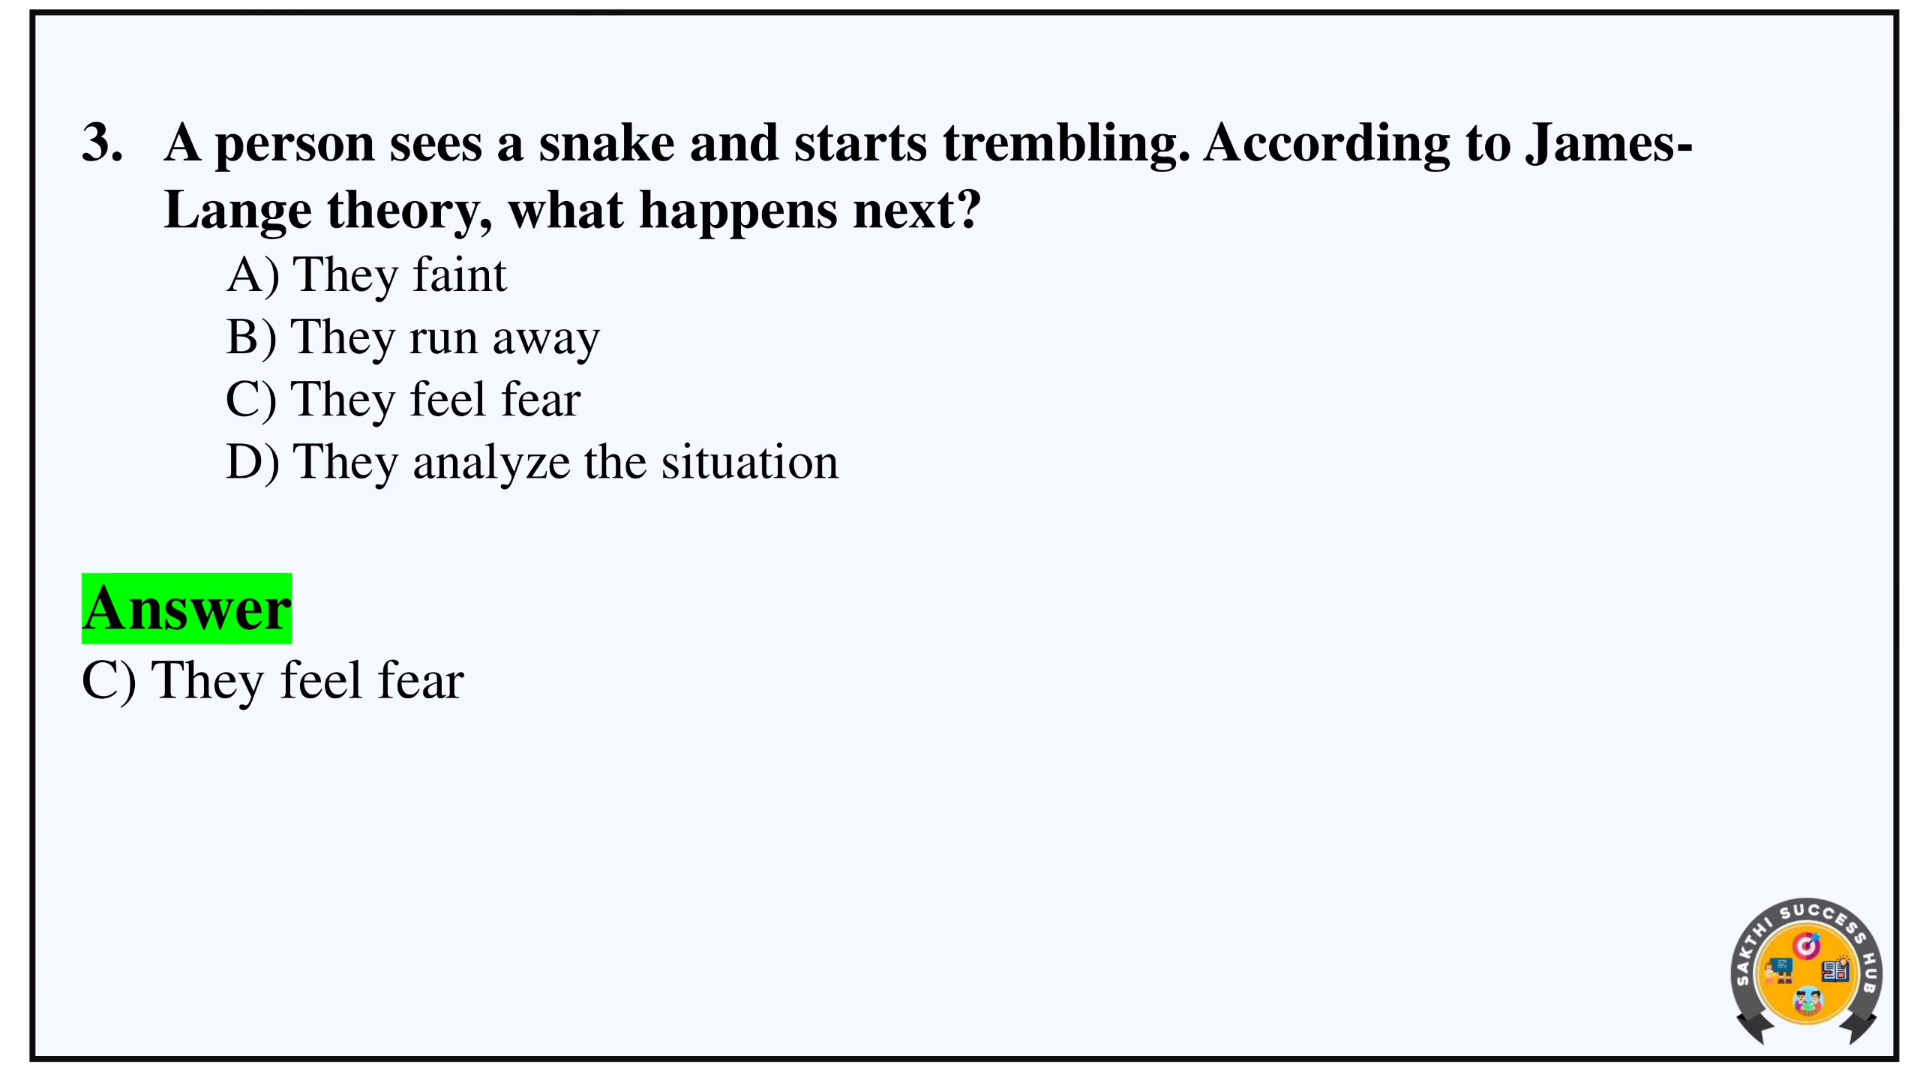 3. A person sees a snake and starts trembling. According to James-
Lange theory, what happens next?
A) They faint
B) They run away
C) They feel fear
D) They analyze the situation
Answer
C) They feel fear
SAKTHI SUCCESS HUB